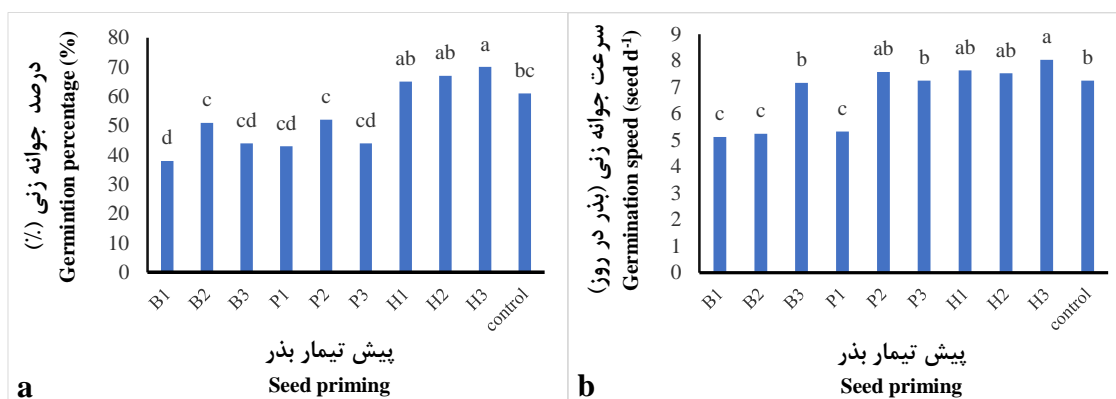 درصد جوانه زنی (٪)
Germintion percentage (%)
80
70
60
50
40
30
20
10
0
d
c
cd
cd
c
cd
ab
ab
a
bc
B1
B2
B3
P1
P2
P3
H1
H2
H3
control
پیش تیمار بذر
Seed priming
a
سرعت جوانه زنی (بذر در روز)
Germination speed (seed d⁻¹)
9
8
7
6
5
4
3
2
1
0
c
c
b
c
ab
b
ab
ab
a
b
B1
B2
B3
P1
P2
P3
H1
H2
H3
control
پیش تیمار بذر
Seed priming
b